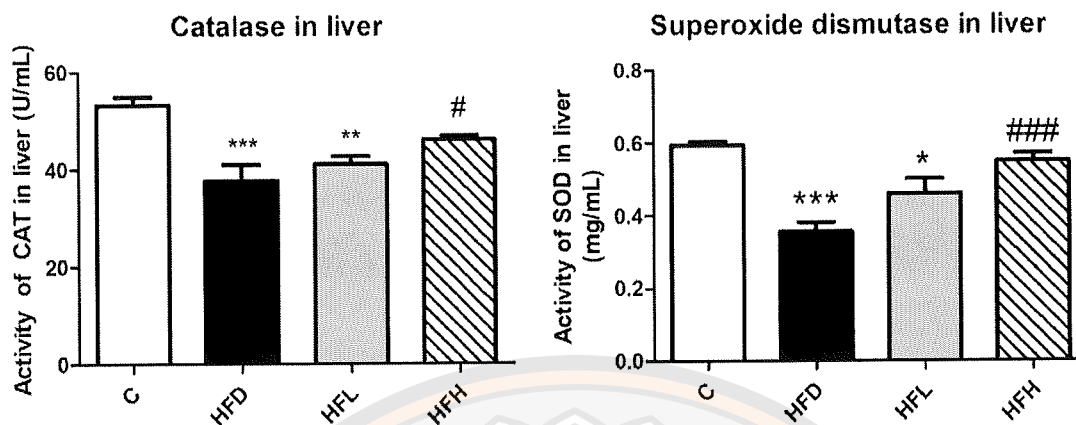 Catalase in liver
Activity of CAT in liver (U/mL)
60
40
20
0
***
**
#
C
HFD
HFL
HFH
Superoxide dismutase in liver
Activity of SOD in liver
(mg/mL)
0.8
0.6
0.4
0.2
0.0
***
*
###
C
HFD
HFL
HFH